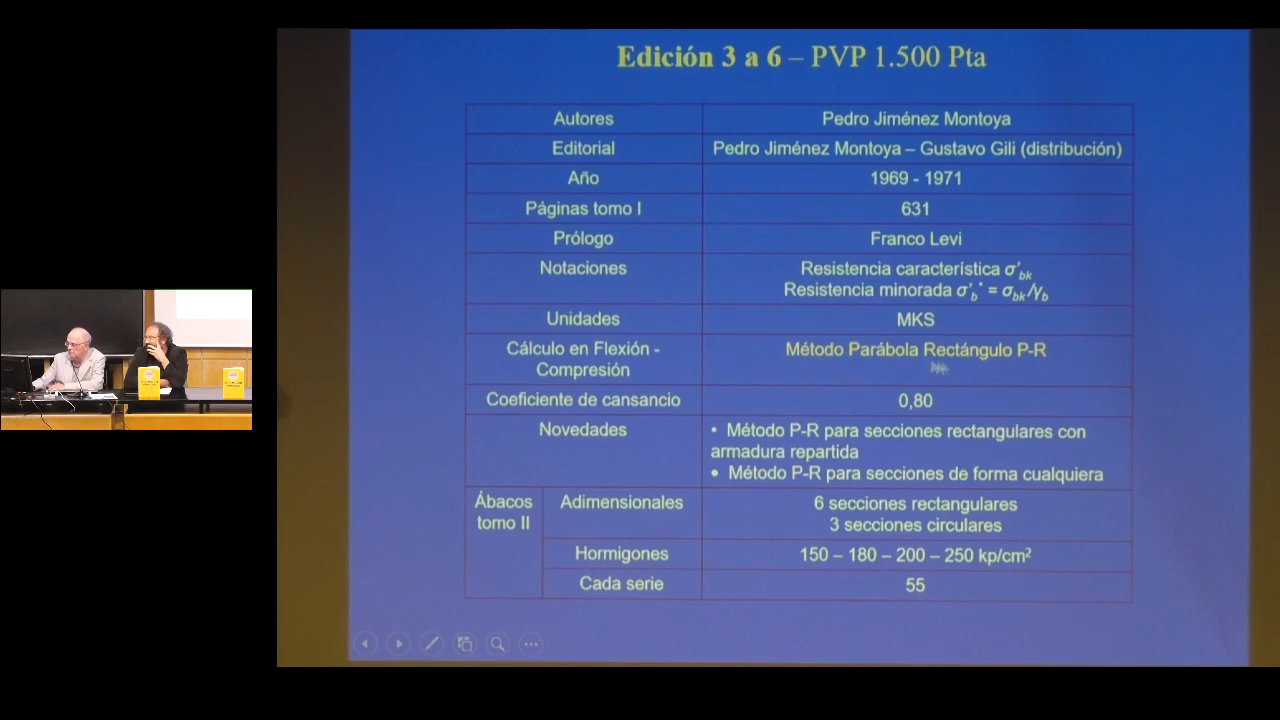 Edición 3 a 6 – PVP 1.500 Pta
Autores
Pedro Jiménez Montoya
Editorial
Pedro Jiménez Montoya – Gustavo Gili (distribución)
Año
1969 - 1971
Páginas tomo I
631
Prólogo
Franco Levi
Notaciones
Resistencia característica σ'bk
Resistencia minorada σ'b* = σbk/γb
Unidades
MKS
Cálculo en Flexión -
Compresión
Método Parábola Rectángulo P-R
Coeficiente de cansancio
0,80
Novedades
• Método P-R para secciones rectangulares con
armadura repartida
• Método P-R para secciones de forma cualquiera
Ábacos
tomo II
Adimensionales
6 secciones rectangulares
3 secciones circulares
Hormigones
150 – 180 – 200 – 250 kp/cm²
Cada serie
55